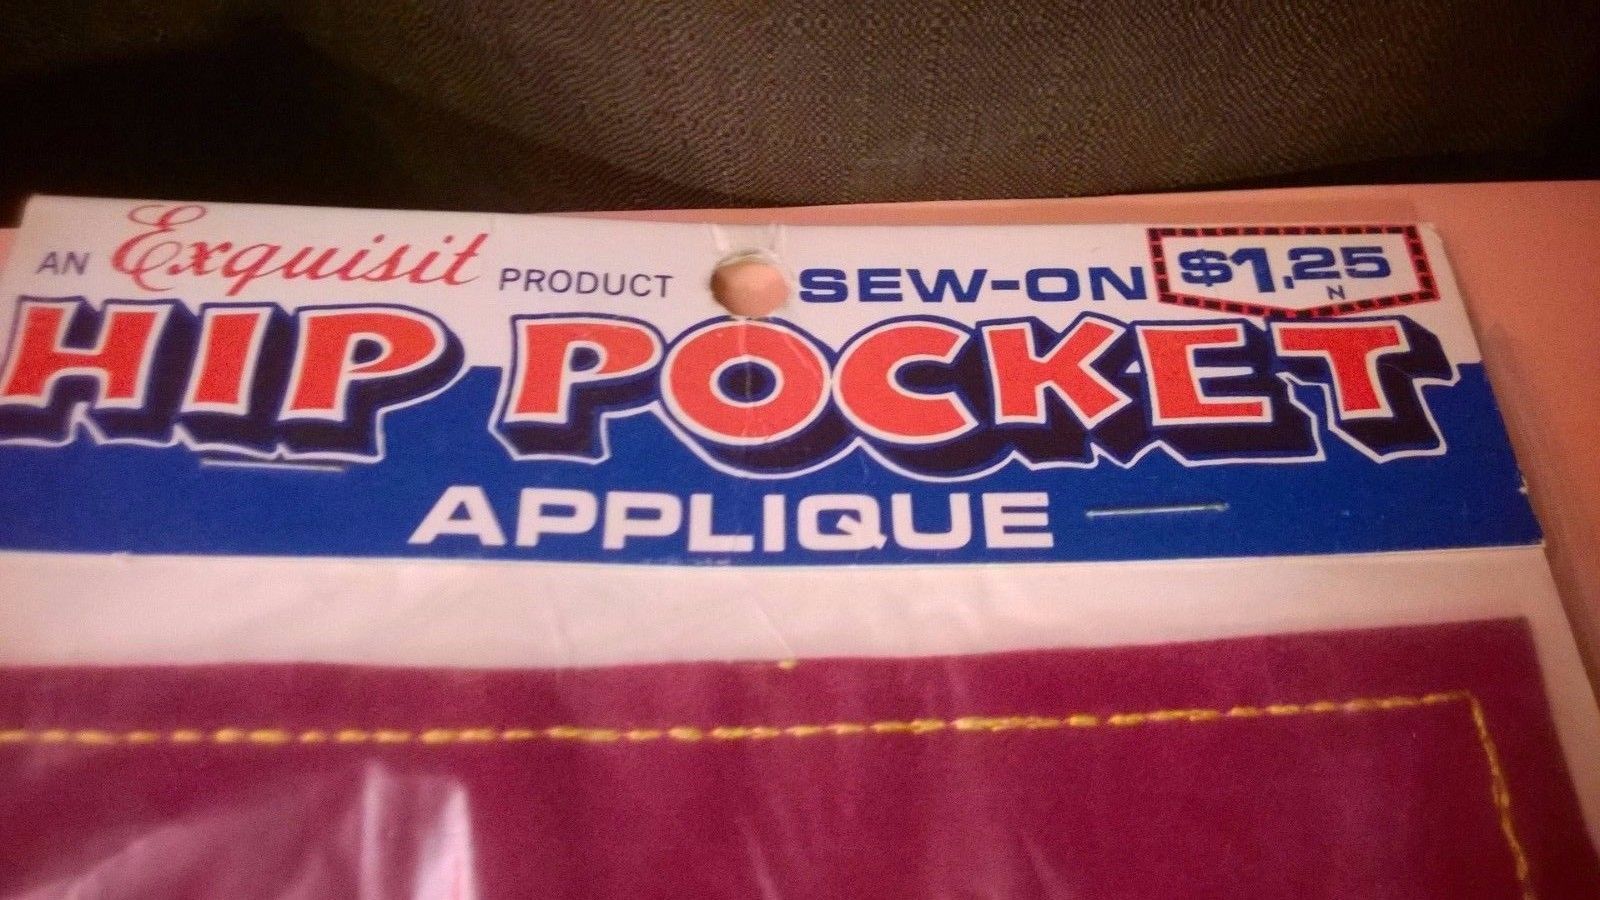 AN Exquisit PRODUCT SEW-ON $1,25
N
HIP POCKET
APPLIQUE